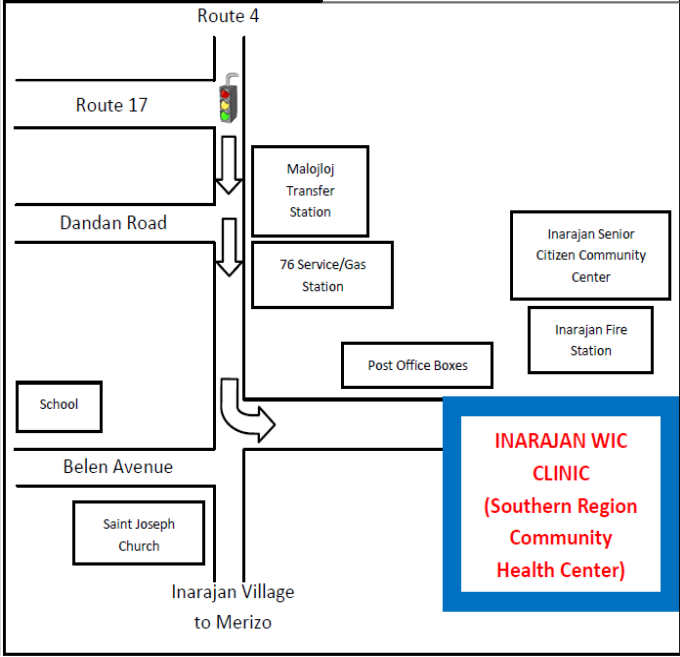 Route 4
Route 17
Malojloj
Transfer
Station
Dandan Road
Inarajan Senior
Citizen Community
Center
76 Service/Gas
Station
Inarajan Fire
Station
Post Office Boxes
School
INARAJAN WIC
CLINIC
(Southern Region
Community
Health Center)
Belen Avenue
Saint Joseph
Church
Inarajan Village
to Merizo